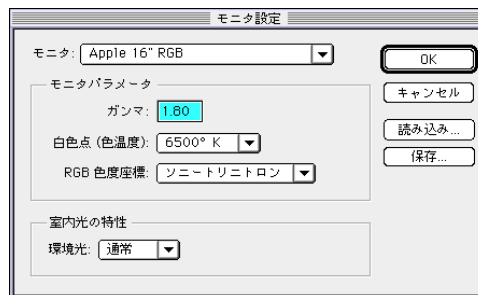 モニタ設定
モニタ: Apple 16" RGB
OK
モニタパラメータ
キャンセル
ガンマ: 1.80
読み込み...
白色点 (色温度): 6500° K
保存...
RGB 色度座標: ソニートリニトロン
室内光の特性
環境光: 通常